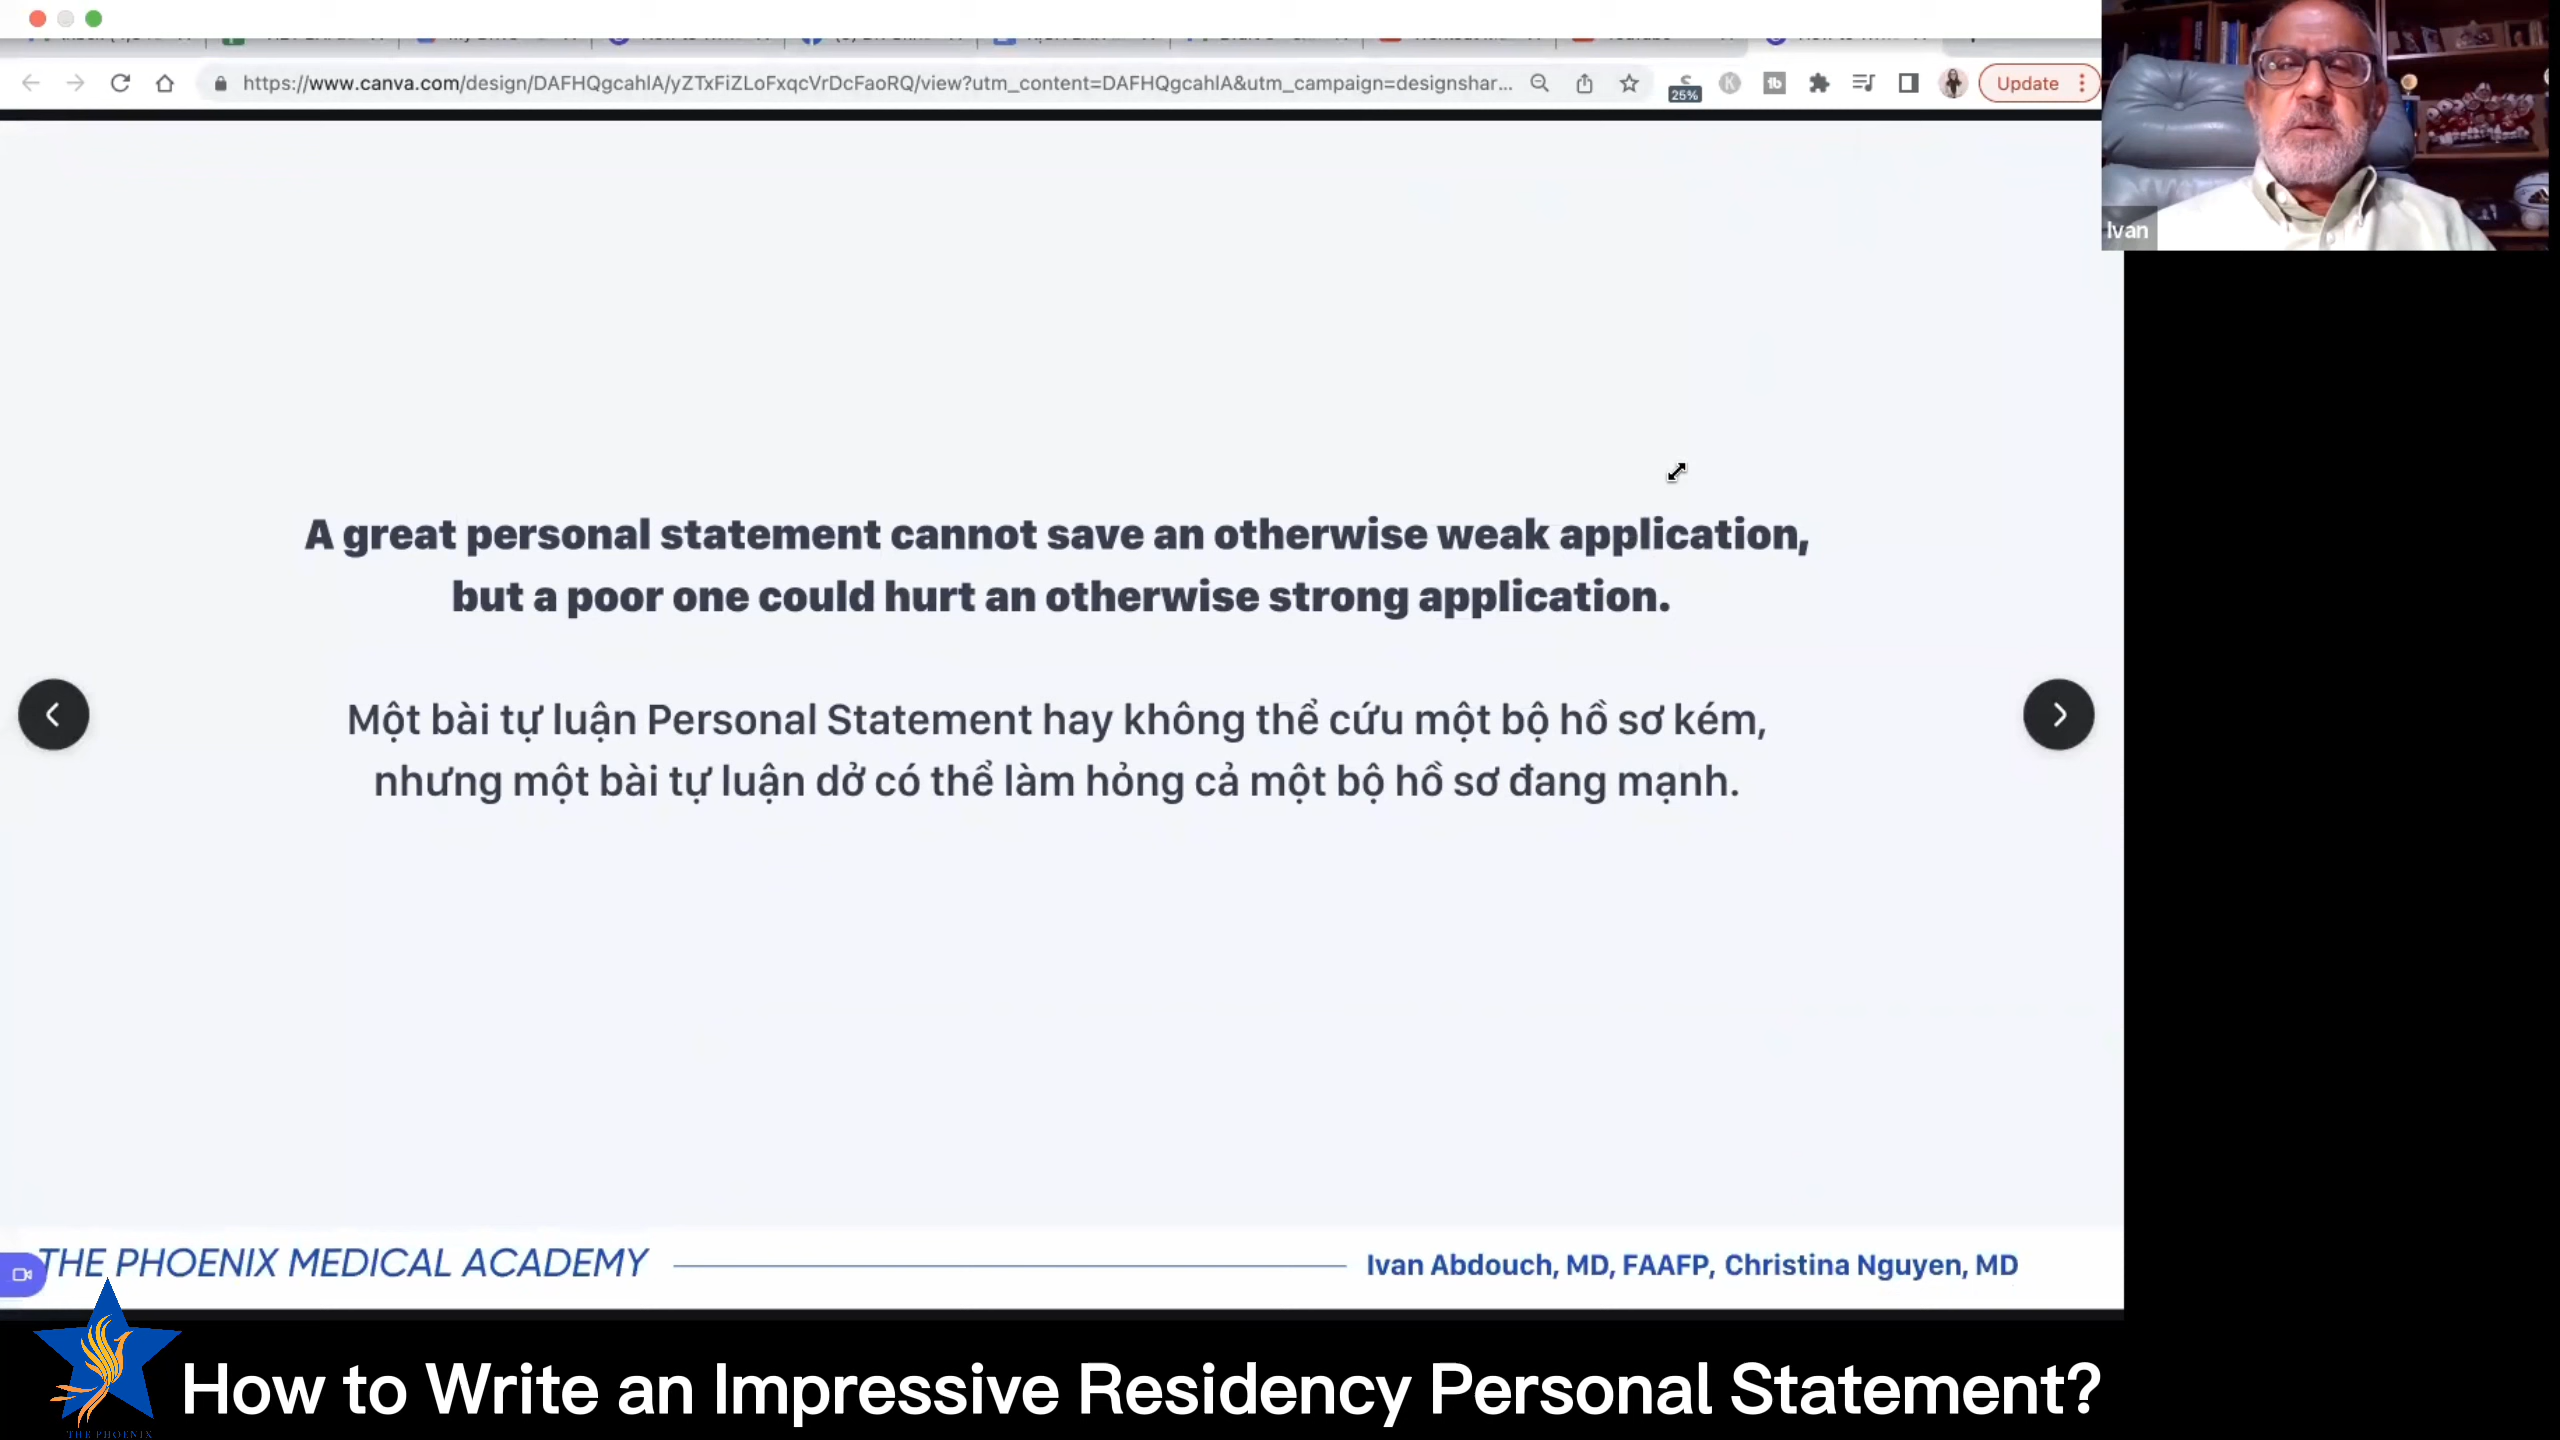 https://www.canva.com/design/DAFHQgcahlA/yZTxFiZLoFxqcVrDcFaoRQ/view?utm_content=DAFHQgcahlA&utm_campaign=designshar...
25%
Update
Ivan
A great personal statement cannot save an otherwise weak application,
but a poor one could hurt an otherwise strong application.
Một bài tự luận Personal Statement hay không thể cứu một bộ hồ sơ kém,
nhưng một bài tự luận dở có thể làm hỏng cả một bộ hồ sơ đang mạnh.
THE PHOENIX MEDICAL ACADEMY
Ivan Abdouch, MD, FAAFP, Christina Nguyen, MD
How to Write an Impressive Residency Personal Statement?
THE PHOENIX